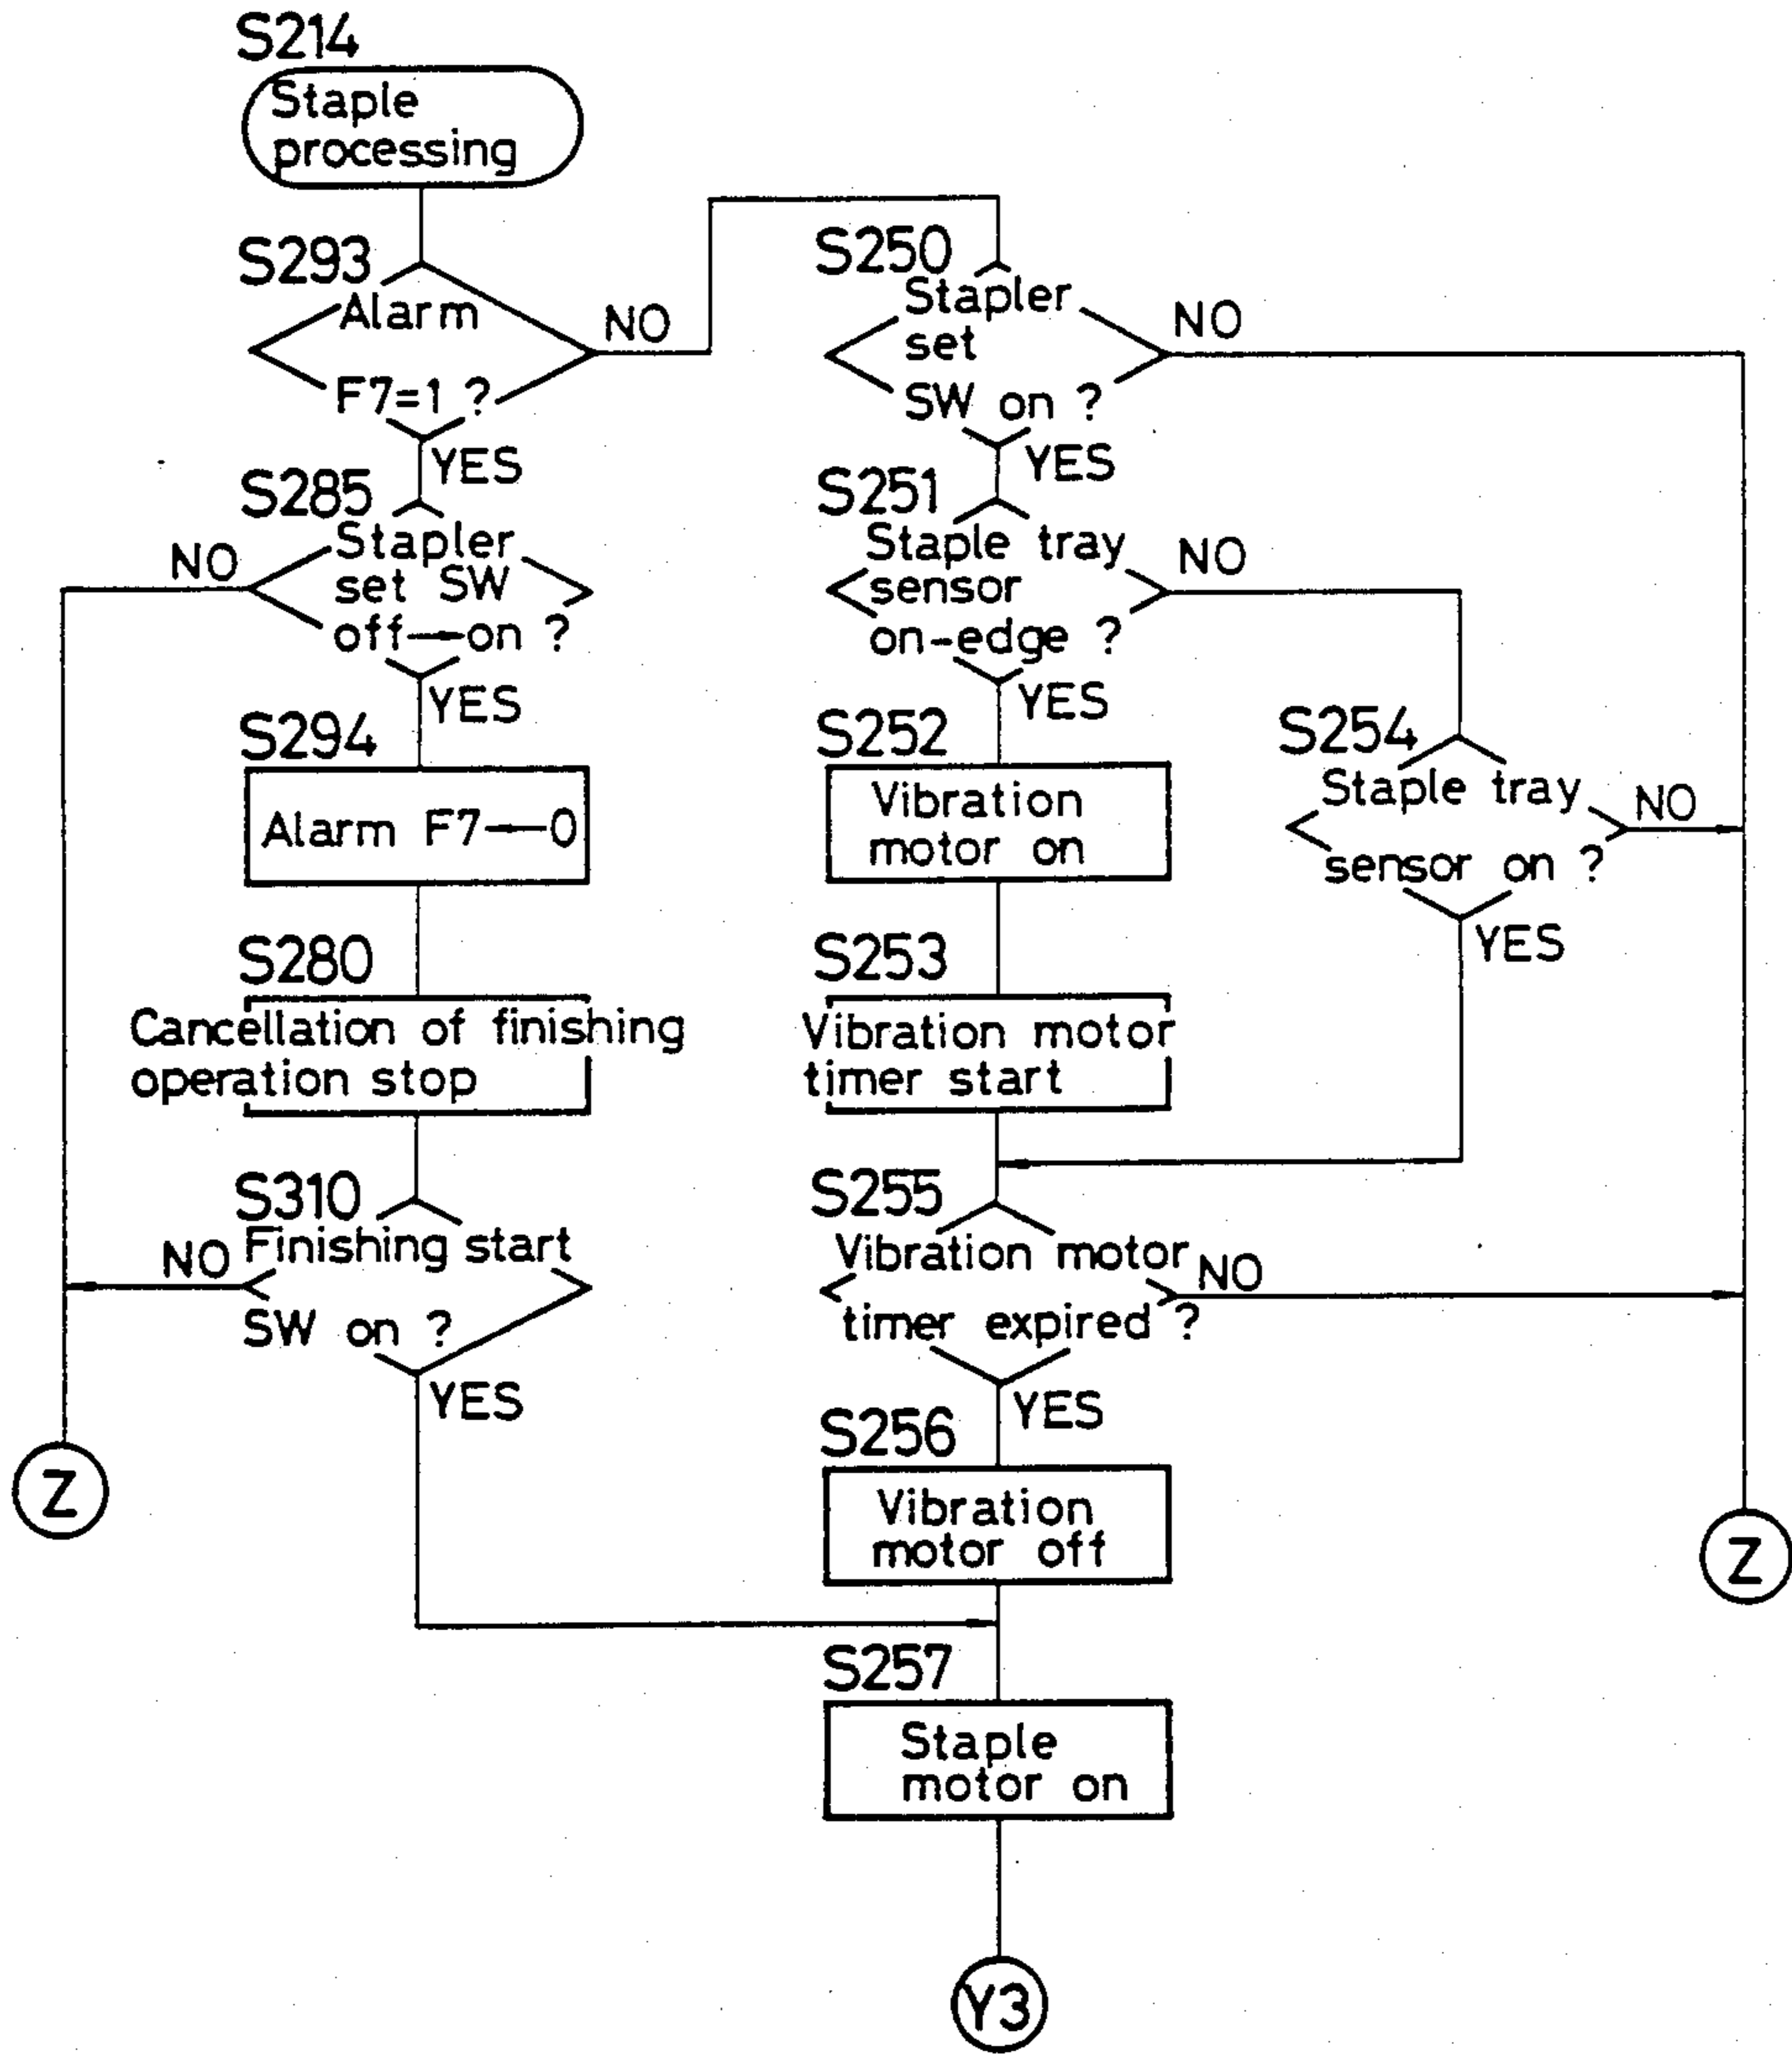 S214
Staple
processing
S293
Alarm
F7=1 ?
NO
YES
S285
Stapler
set SW
off→on ?
NO
YES
S294
Alarm F7←0
S280
Cancellation of finishing
operation stop
S310
Finishing start
SW on ?
NO
YES
Z
S250
Stapler
set
SW on ?
NO
YES
S251
Staple tray
sensor
on-edge ?
NO
YES
S252
Vibration
motor on
S253
Vibration motor
timer start
S254
Staple tray
sensor on ?
NO
YES
S255
Vibration motor
timer expired ?
NO
YES
S256
Vibration
motor off
S257
Staple
motor on
Y3
Z